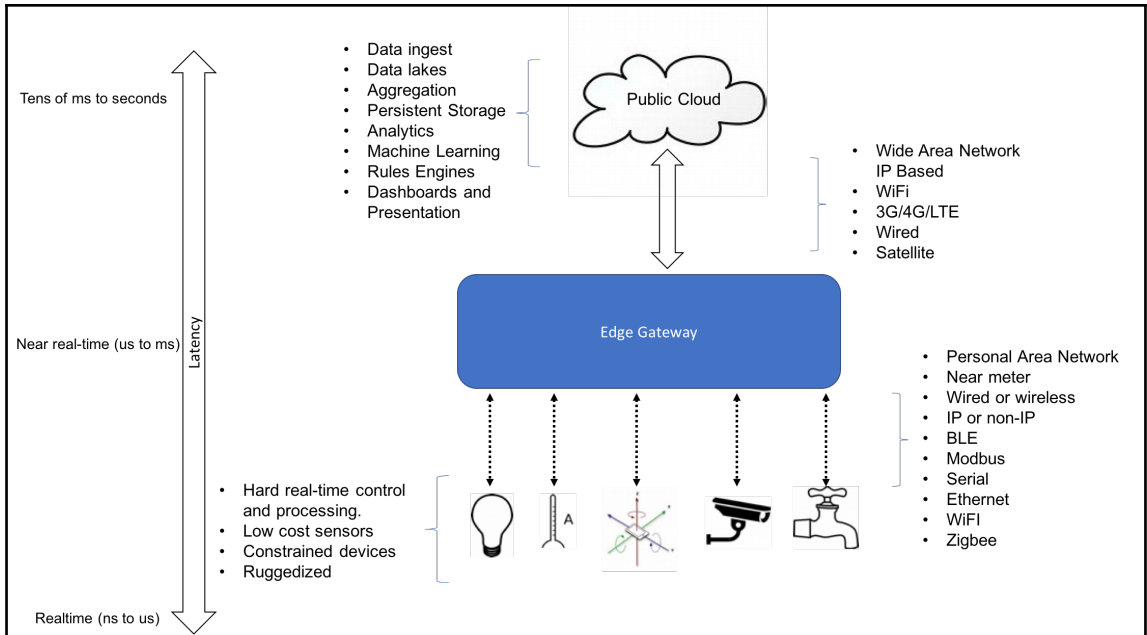 • Data ingest
• Data lakes
• Aggregation
• Persistent Storage
• Analytics
• Machine Learning
• Rules Engines
• Dashboards and
Presentation
Tens of ms to seconds
Public Cloud
• Wide Area Network
IP Based
• WiFi
• 3G/4G/LTE
• Wired
• Satellite
Near real-time (us to ms)
Latency
Edge Gateway
• Personal Area Network
• Near meter
• Wired or wireless
• IP or non-IP
• BLE
• Modbus
• Serial
• Ethernet
• WiFI
• Zigbee
• Hard real-time control
and processing.
• Low cost sensors
• Constrained devices
• Ruggedized
A
Realtime (ns to us)